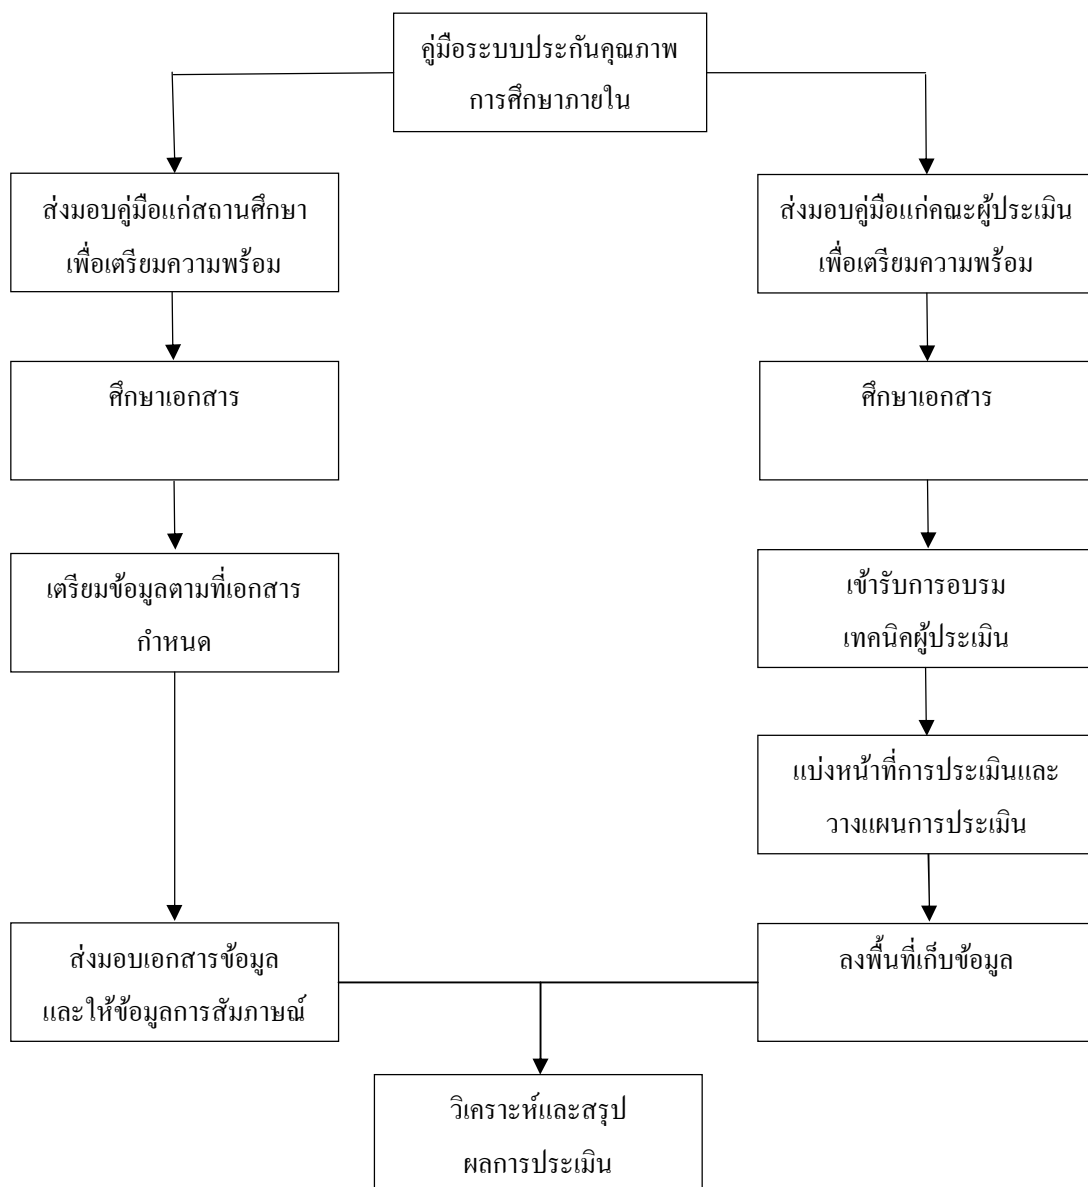 คู่มือระบบประกันคุณภาพ
การศึกษาภายใน
ส่งมอบคู่มือแก่สถานศึกษา
เพื่อเตรียมความพร้อม
ส่งมอบคู่มือแก่คณะผู้ประเมิน
เพื่อเตรียมความพร้อม
ศึกษาเอกสาร
ศึกษาเอกสาร
เตรียมข้อมูลตามที่เอกสาร
กำหนด
เข้ารับการอบรม
เทคนิคผู้ประเมิน
แบ่งหน้าที่การประเมินและ
วางแผนการประเมิน
ส่งมอบเอกสารข้อมูล
และให้ข้อมูลการสัมภาษณ์
ลงพื้นที่เก็บข้อมูล
วิเคราะห์และสรุป
ผลการประเมิน